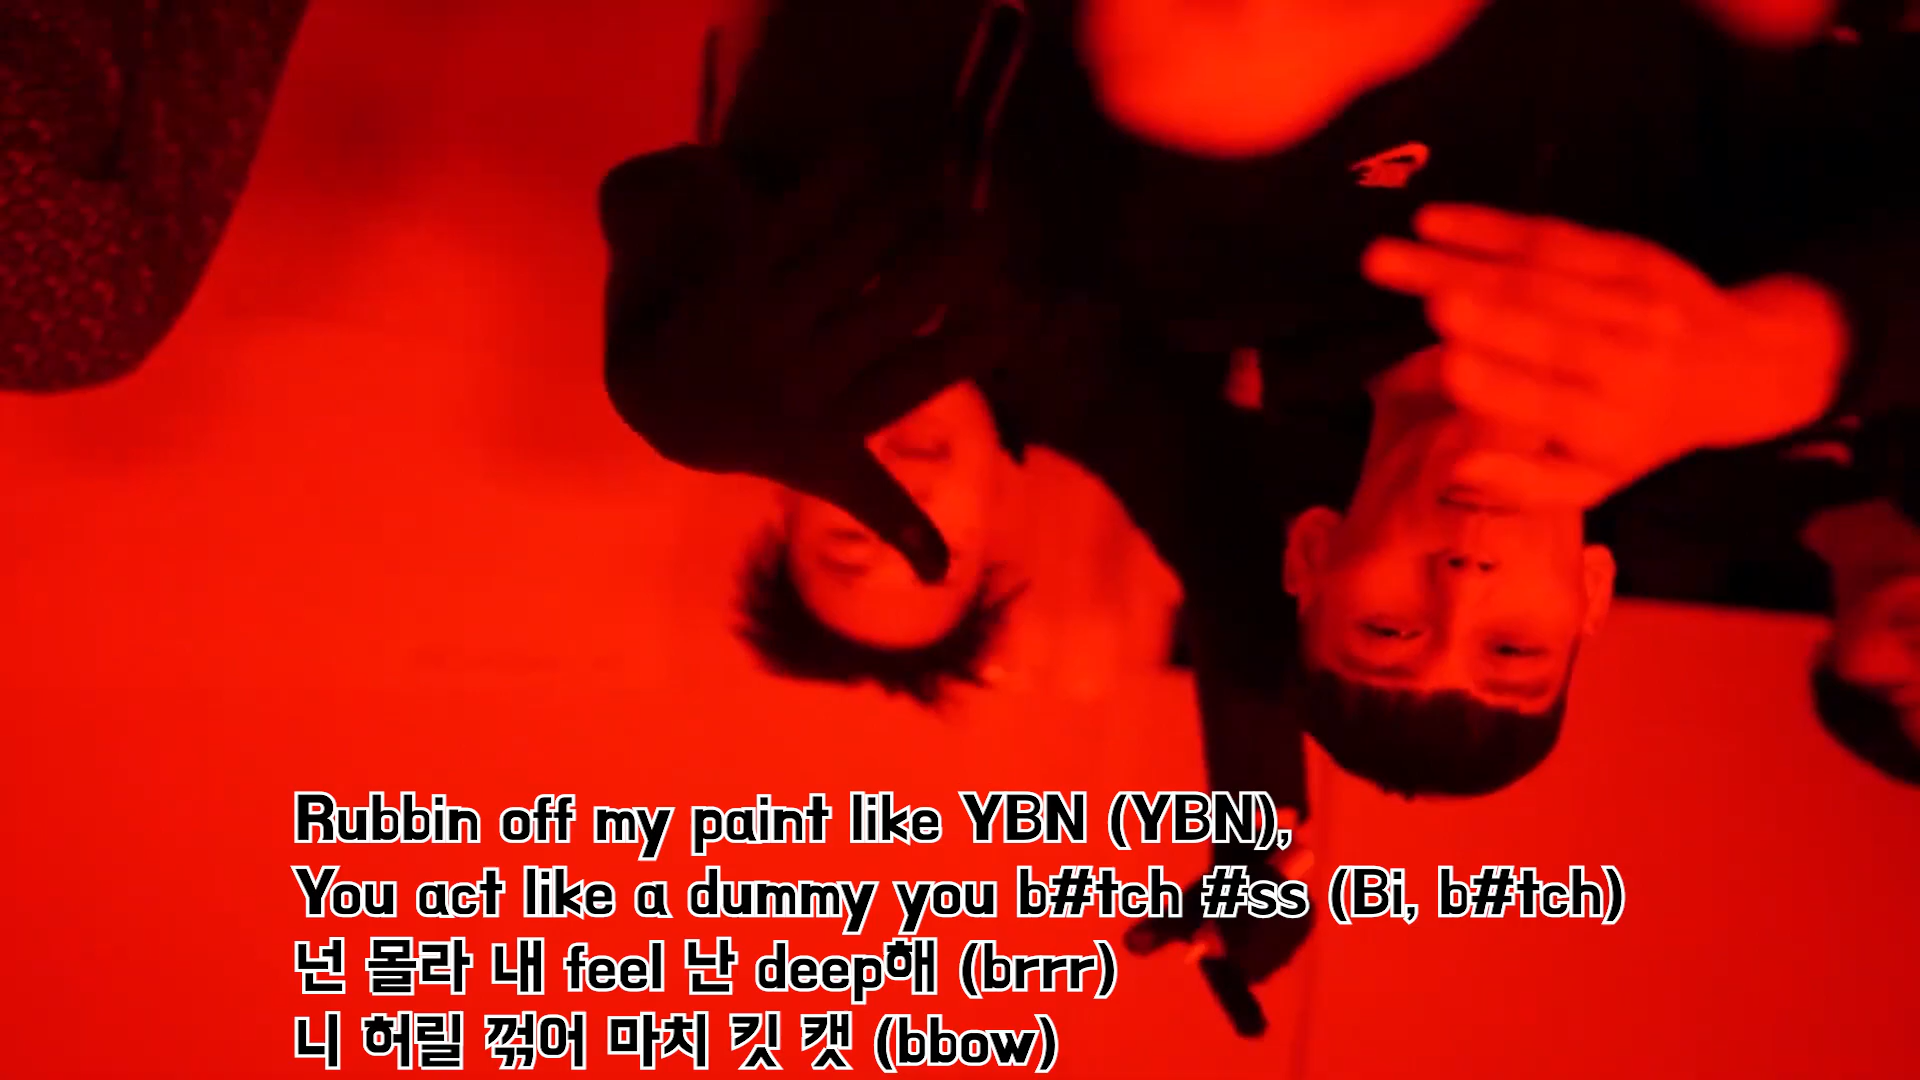 Rubbin off my paint like YBN (YBN),
You act like a dummy you b#tch #ss (Bi, b#tch)
넌 몰라 내 feel 난 deep해 (brrr)
니 허릴 꺾어 마치 킷 캣 (bbow)